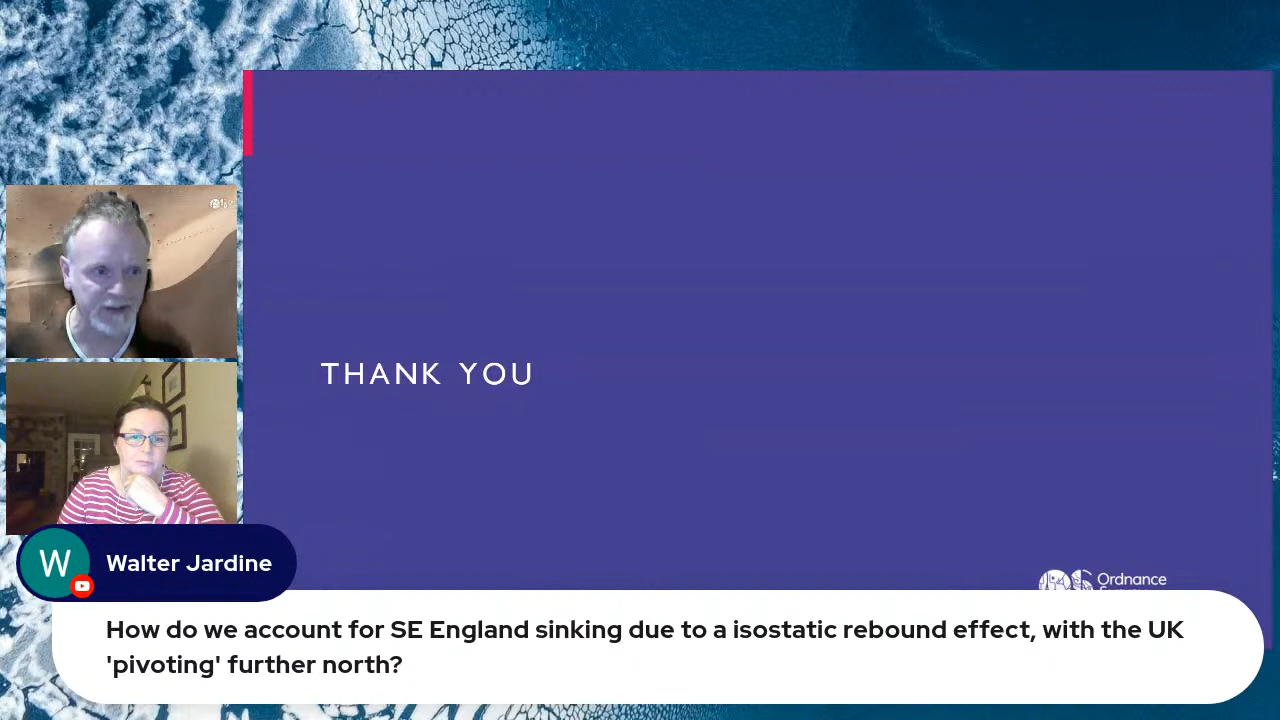 THANK YOU
Ordnance
W
Walter Jardine
How do we account for SE England sinking due to a isostatic rebound effect, with the UK
'pivoting' further north?